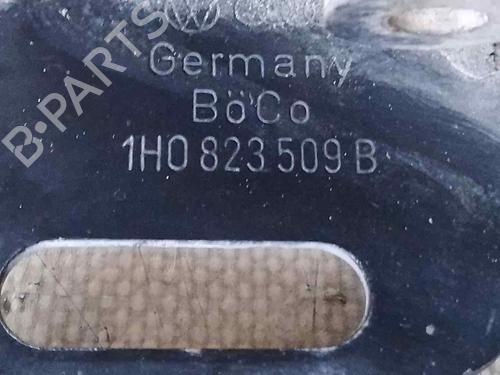 Germany
BöCo
1H0 823 509 B
B-PARTS